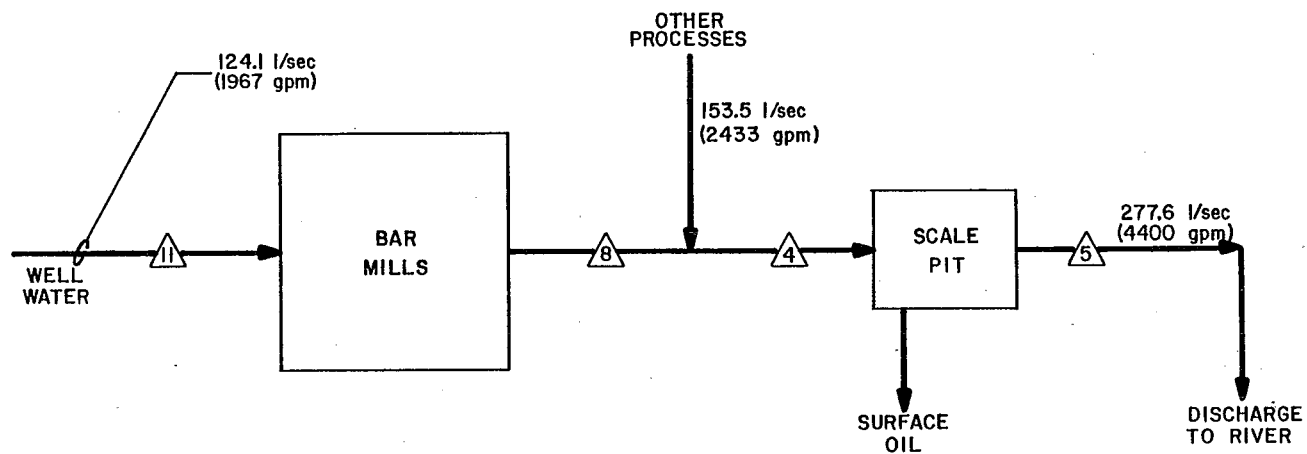 OTHER
PROCESSES
124.1 l/sec
(1967 gpm)
153.5 l/sec
(2433 gpm)
277.6 l/sec
(4400 gpm)
BAR
MILLS
SCALE
PIT
11
8
4
5
WELL
WATER
SURFACE
OIL
DISCHARGE
TO RIVER